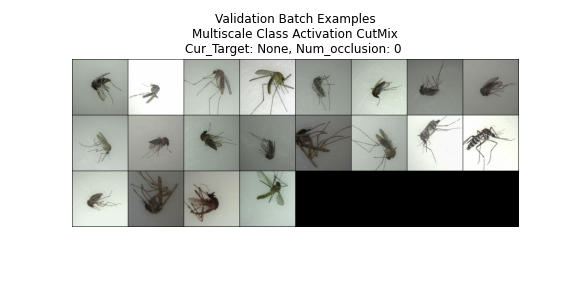 Validation Batch Examples
Multiscale Class Activation CutMix
Cur_Target: None, Num_occlusion: 0